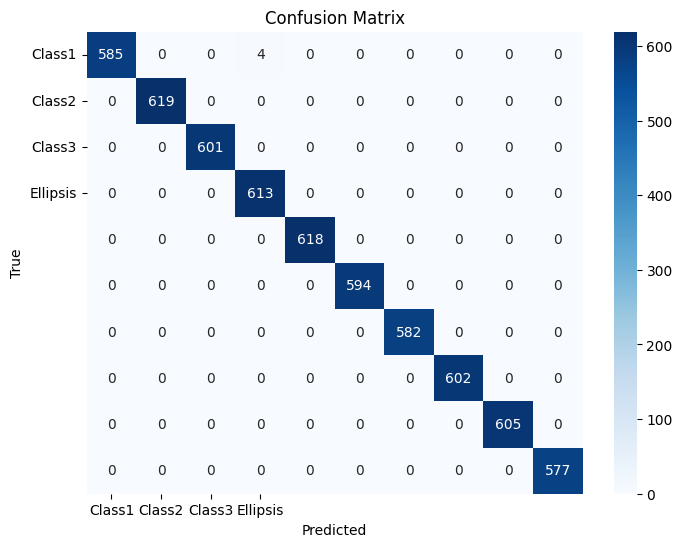 Confusion Matrix
Class1 585 0 0 4 0 0 0 0 0 0
Class2 0 619 0 0 0 0 0 0 0 0
Class3 0 0 601 0 0 0 0 0 0 0
Ellipsis 0 0 0 613 0 0 0 0 0 0
0 0 0 0 618 0 0 0 0 0
0 0 0 0 0 594 0 0 0 0
0 0 0 0 0 0 582 0 0 0
0 0 0 0 0 0 0 602 0 0
0 0 0 0 0 0 0 0 605 0
0 0 0 0 0 0 0 0 0 577
Class1 Class2 Class3 Ellipsis
Predicted
True
600
500
400
300
200
100
0